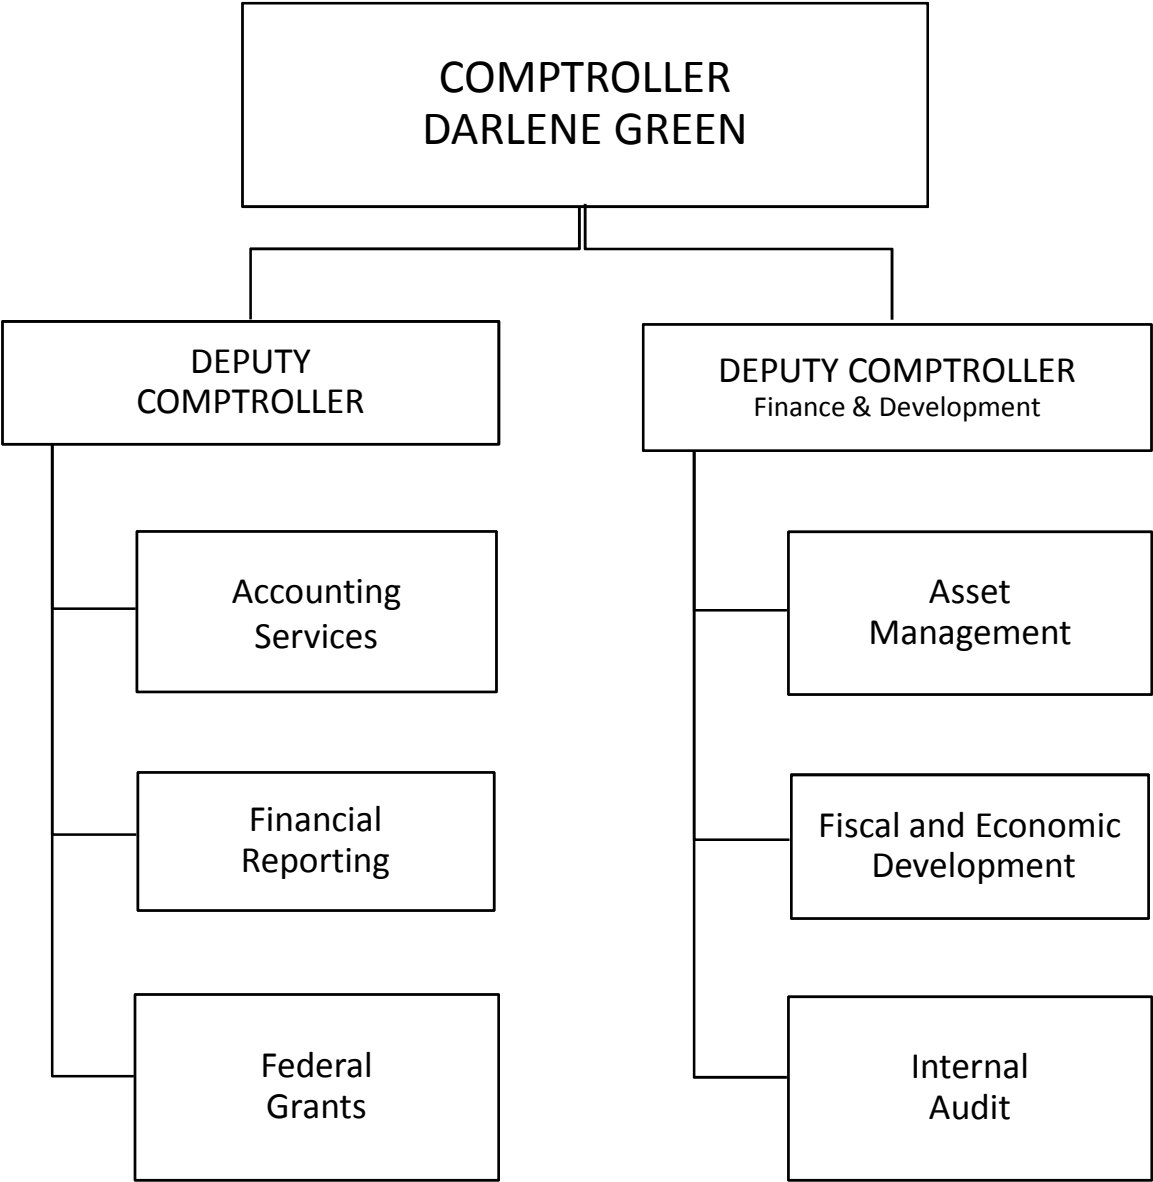 COMPTROLLER
DARLENE GREEN
DEPUTY
COMPTROLLER
DEPUTY COMPTROLLER
Finance & Development
Accounting
Services
Asset
Management
Financial
Reporting
Fiscal and Economic
Development
Federal
Grants
Internal
Audit